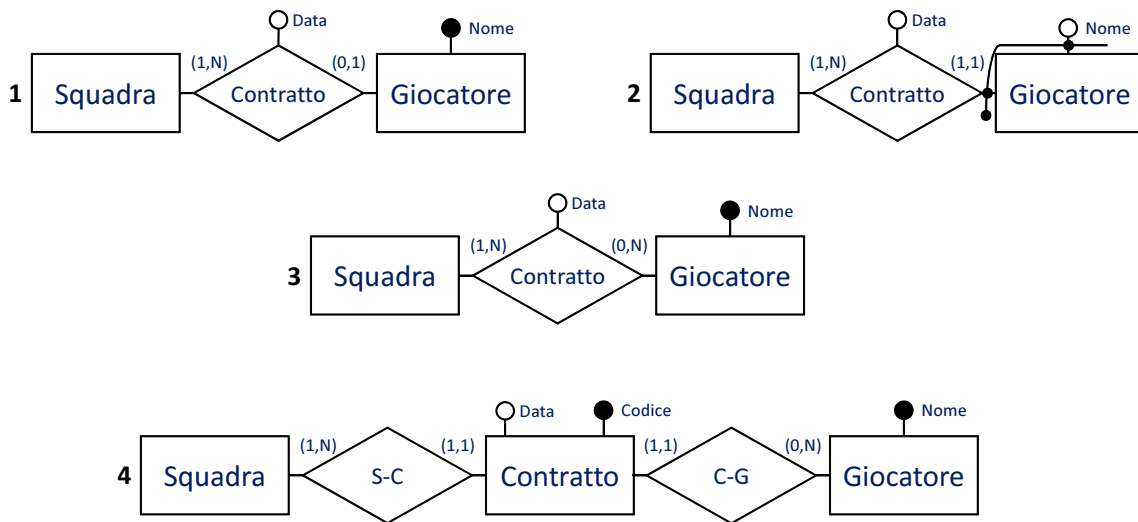 Data
Nome
(1,N)
(0,1)
1
Squadra
Contratto
Giocatore
Data
Nome
(1,N)
(1,1)
2
Squadra
Contratto
Giocatore
Data
Nome
(1,N)
(0,N)
3
Squadra
Contratto
Giocatore
Data
Codice
Nome
(1,N)
(1,1)
(1,1)
(0,N)
4
Squadra
S-C
Contratto
C-G
Giocatore